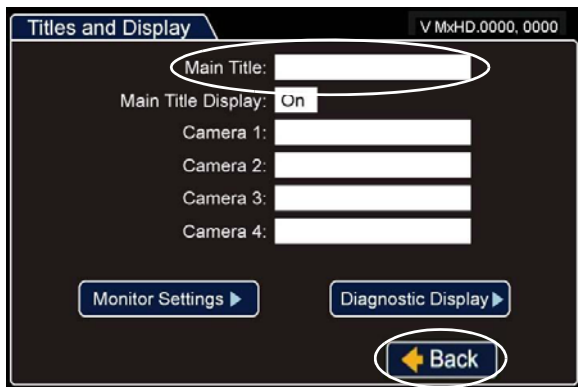 Titles and Display V MxHD.0000, 0000
Main Title:
Main Title Display: On
Camera 1:
Camera 2:
Camera 3:
Camera 4:
Monitor Settings Diagnostic Display
Back